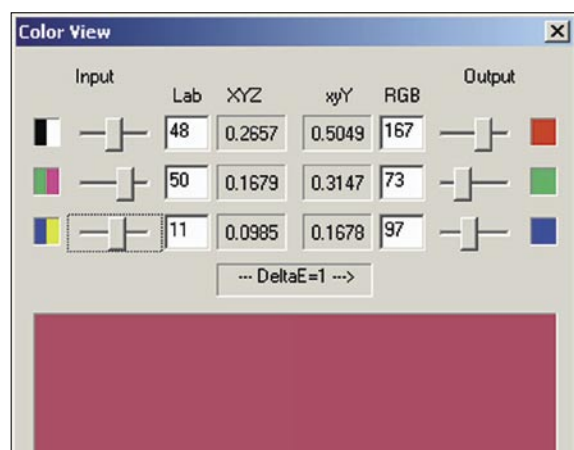 Color View
Input Output
Lab XYZ xyY RGB
48 0.2657 0.5049 167
50 0.1679 0.3147 73
11 0.0985 0.1678 97
--- DeltaE=1 --->